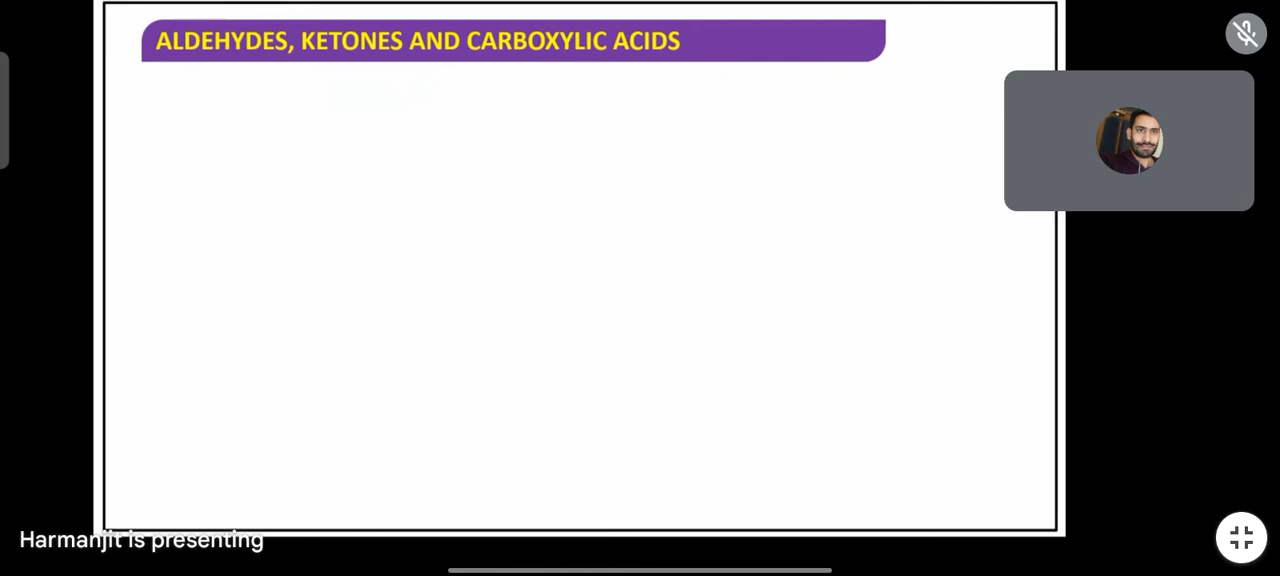 ALDEHYDES, KETONES AND CARBOXYLIC ACIDS
Harmanjit is presenting